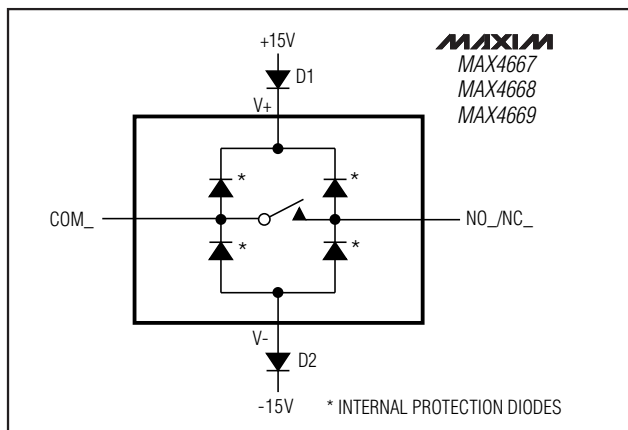 +15V
MAXIM
MAX4667
MAX4668
MAX4669
D1
V+
*
*
COM_
NO_/NC_
*
*
V-
D2
-15V
* INTERNAL PROTECTION DIODES